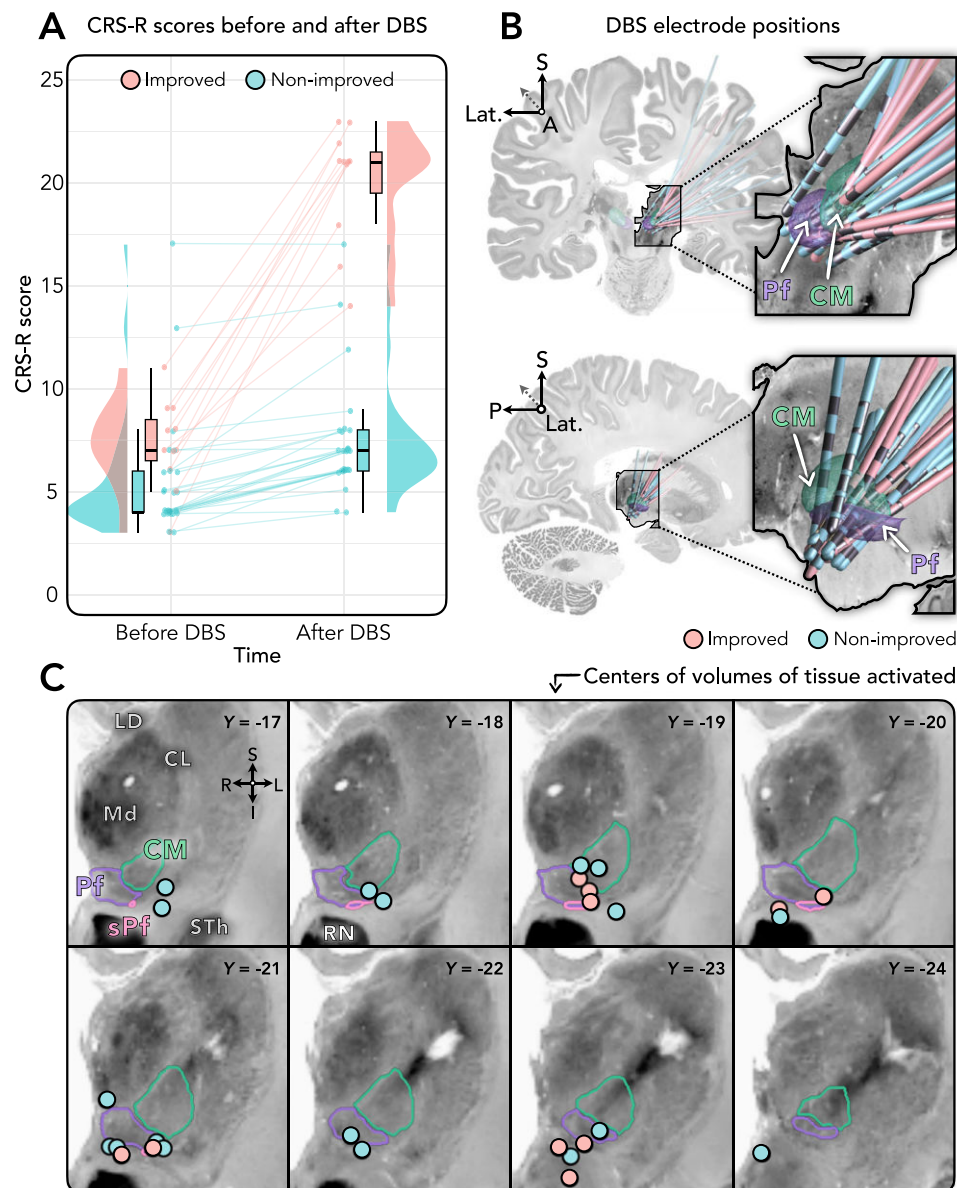 A CRS-R scores before and after DBS
Improved Non-improved
25
20
15
10
5
0
CRS-R score
Before DBS After DBS
Time
B DBS electrode positions
S
Lat. A
Pf CM
S
P Lat.
CM
Pf
Improved Non-improved
C Centers of volumes of tissue activated
LD Y = -17
CL S
R L
I
Md
CM
Pf
sPf STh
Y = -18
RN
Y = -19
Y = -20
Y = -21
Y = -22
Y = -23
Y = -24